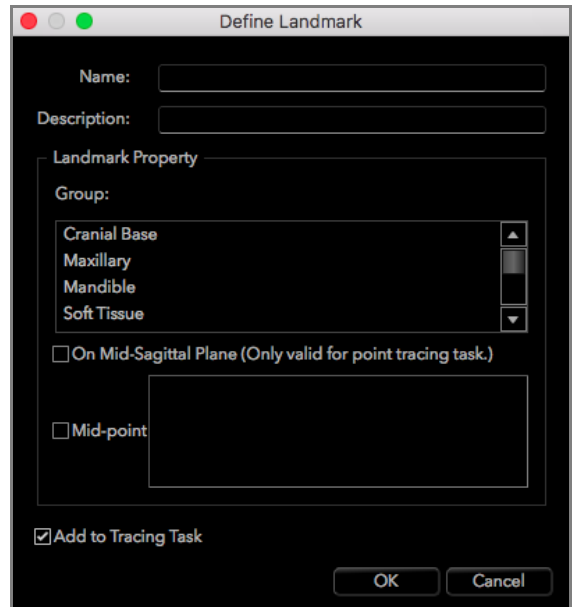 Define Landmark
Name:
Description:
Landmark Property
Group:
Cranial Base
Maxillary
Mandible
Soft Tissue
On Mid-Sagittal Plane (Only valid for point tracing task.)
Mid-point
Add to Tracing Task
OK Cancel